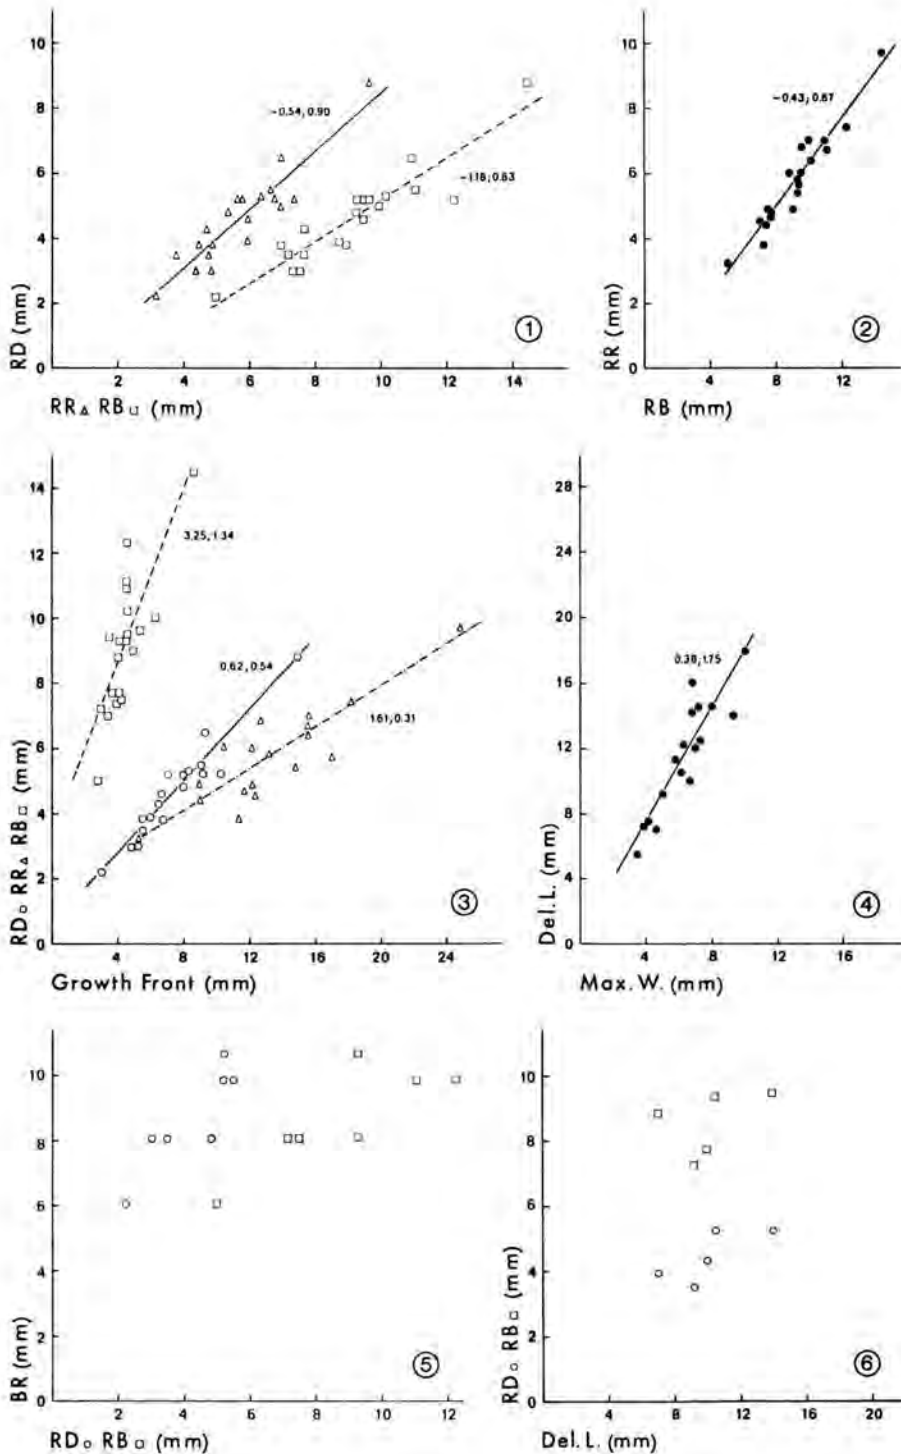 10
8
6
4
2
0
RD (mm)
-0.54; 0.90
-1.18; 0.63
2 4 6 8 10 12 14
RR△ RB□ (mm)
①
10
8
6
4
2
0
RR (mm)
-0.43; 0.67
4 8 12
RB (mm)
②
14
12
10
8
6
4
2
0
RD○ RR△ RB□ (mm)
3.25; 1.34
0.62; 0.54
1.61; 0.31
4 8 12 16 20 24
Growth Front (mm)
③
28
24
20
16
12
8
4
0
Del. L. (mm)
0.38; 1.75
4 8 12 16 20
Max. W. (mm)
④
10
8
6
4
2
0
BR (mm)
2 4 6 8 10 12
RD○ RB□ (mm)
⑤
10
8
6
4
2
0
RD○ RB□ (mm)
4 8 12 16 20
Del. L. (mm)
⑥